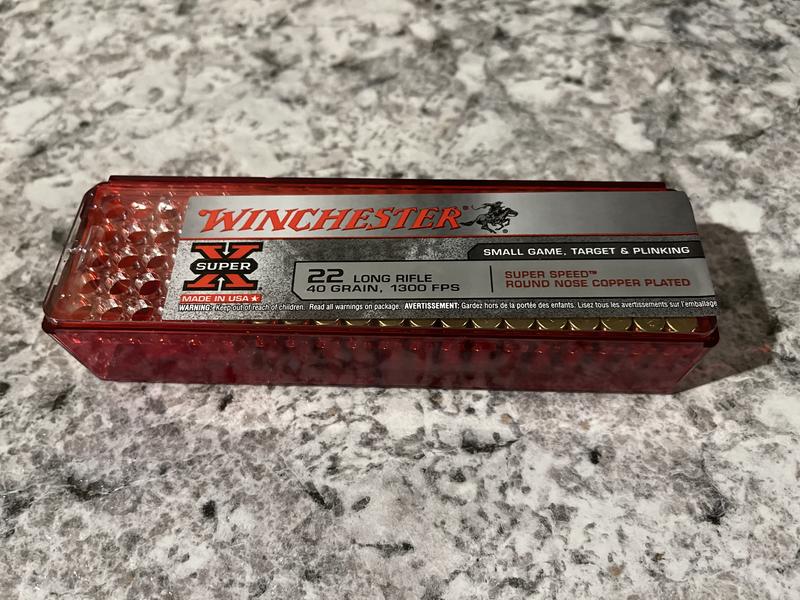 WINCHESTER®
SUPER X
MADE IN USA ★
SMALL GAME, TARGET & PLINKING
22 LONG RIFLE
40 GRAIN, 1300 FPS
SUPER SPEED™
ROUND NOSE COPPER PLATED
WARNING: Keep out of reach of children. Read all warnings on package. AVERTISSEMENT: Gardez hors de la portée des enfants. Lisez tous les avertissements sur l'emballage